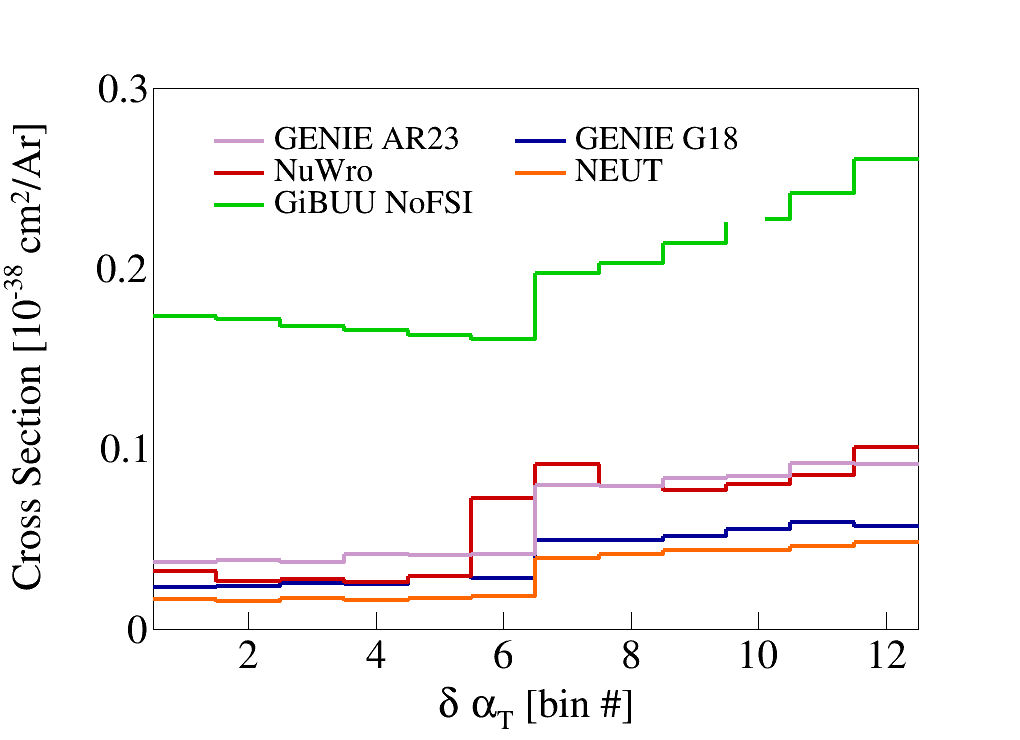 0.3
GENIE AR23
GENIE G18
NuWro
NEUT
GiBUU NoFSI
0.2
0.1
0
Cross Section [10⁻³⁸ cm²/Ar]
2 4 6 8 10 12
δ α_T [bin #]